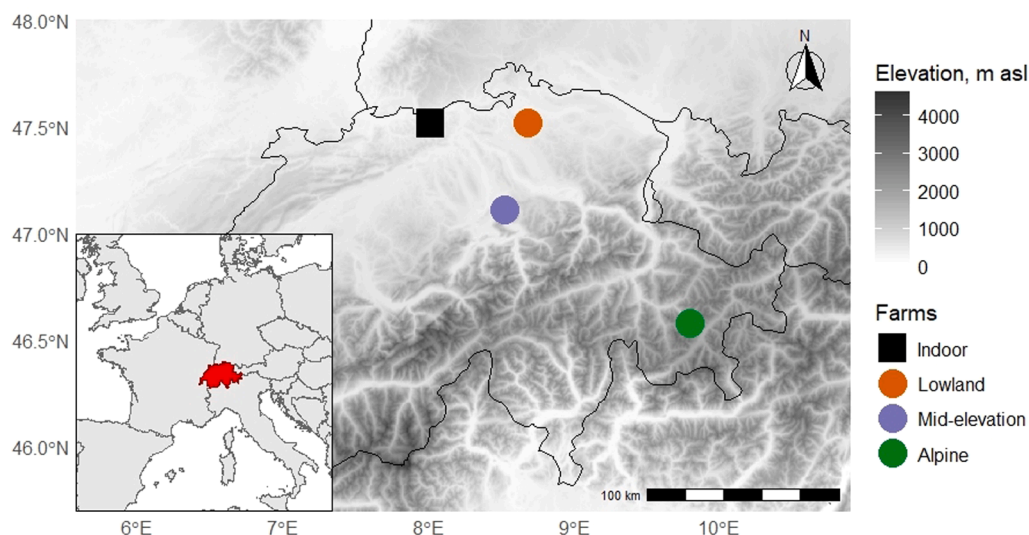 48.0°N
47.5°N
47.0°N
46.5°N
46.0°N
N
100 km
6°E
7°E
8°E
9°E
10°E
Elevation, m asl
4000
3000
2000
1000
0
Farms
Indoor
Lowland
Mid-elevation
Alpine